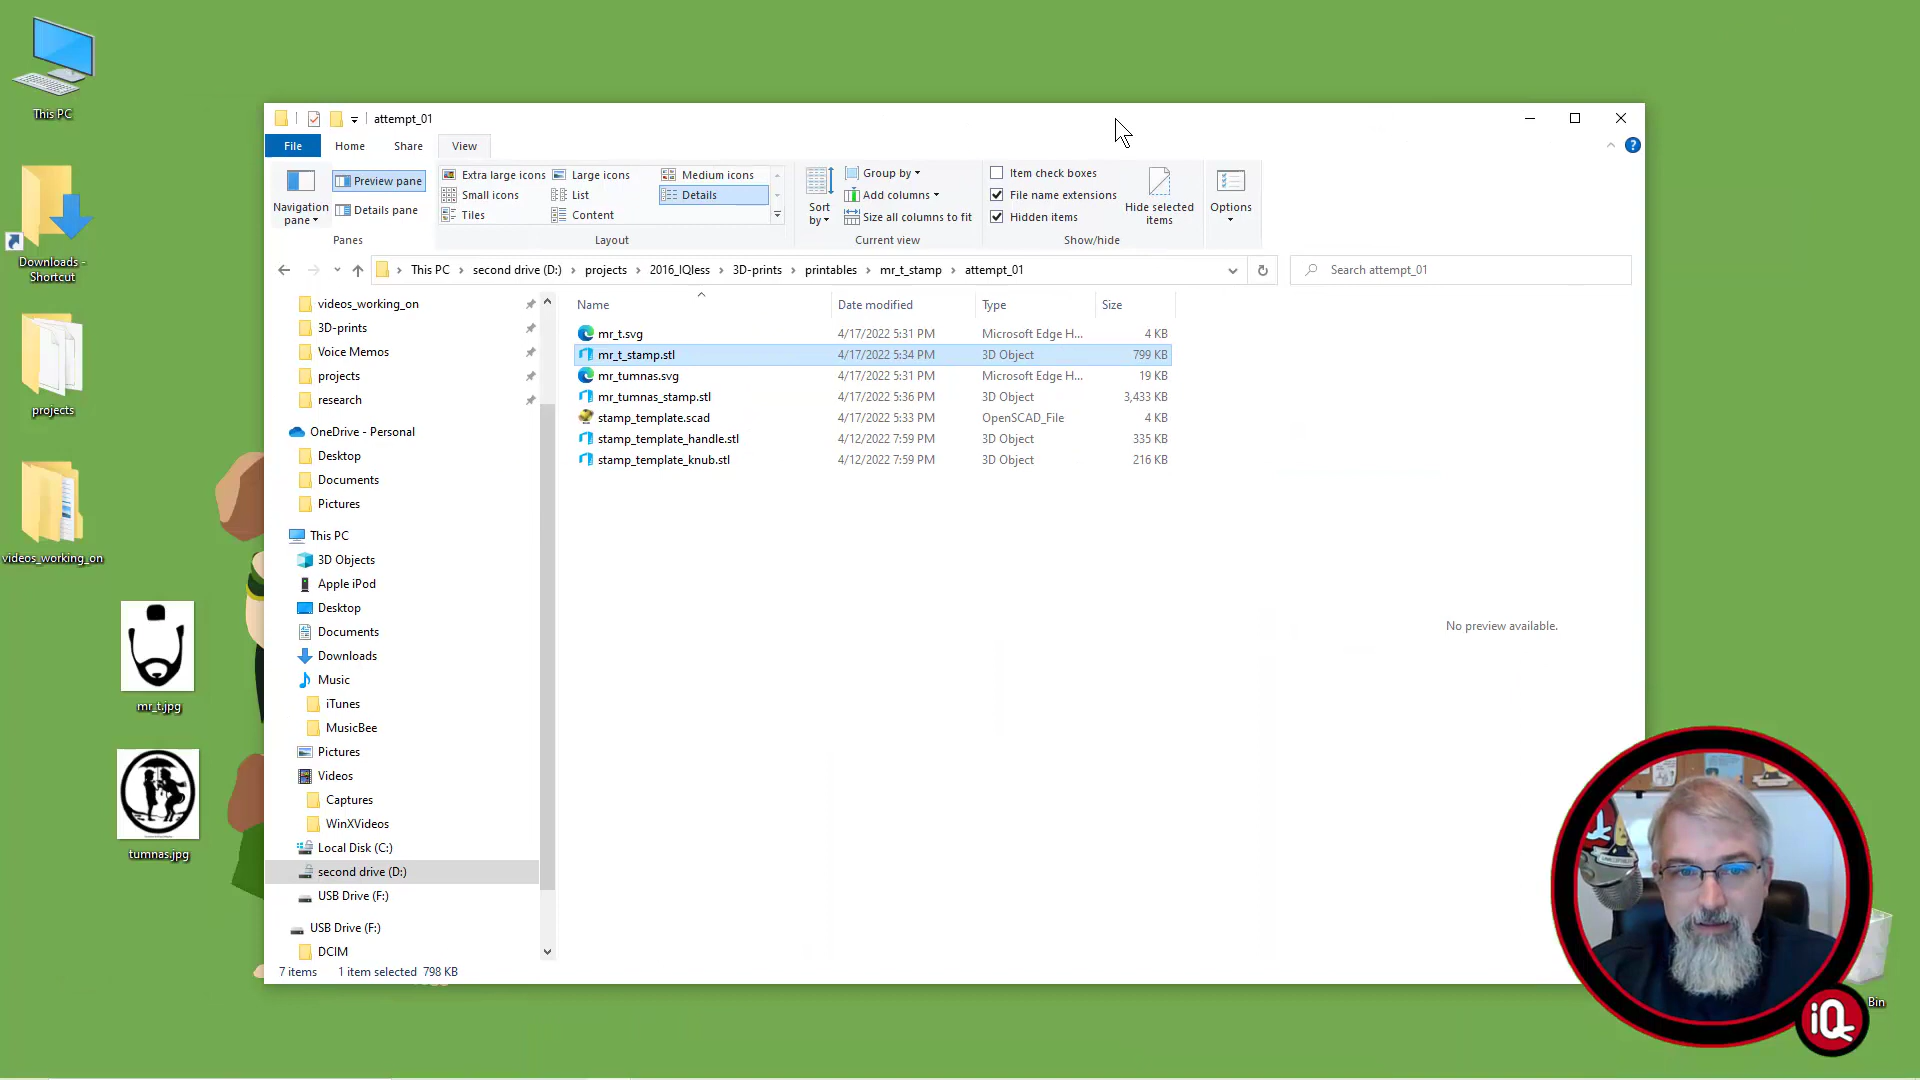 This PC
Downloads - Shortcut
projects
videos_working_on
mr_t.jpg
tumnas.jpg
attempt_01
File Home Share View
Navigation pane
Preview pane
Details pane
Panes
Extra large icons Large icons Medium icons
Small icons List Details
Tiles Content
Layout
Sort by
Group by
Add columns
Size all columns to fit
Current view
Item check boxes
File name extensions
Hidden items
Hide selected items
Show/hide
Options
This PC second drive (D:) projects 2016_IQless 3D-prints printables mr_t_stamp attempt_01
Search attempt_01
videos_working_on
3D-prints
Voice Memos
projects
research
OneDrive - Personal
Desktop
Documents
Pictures
This PC
3D Objects
Apple iPod
Desktop
Documents
Downloads
Music
iTunes
MusicBee
Pictures
Videos
Captures
WinXVideos
Local Disk (C:)
second drive (D:)
USB Drive (F:)
USB Drive (F:)
DCIM
Name Date modified Type Size
mr_t.svg 4/17/2022 5:31 PM Microsoft Edge H... 4 KB
mr_t_stamp.stl 4/17/2022 5:34 PM 3D Object 799 KB
mr_tumnas.svg 4/17/2022 5:31 PM Microsoft Edge H... 19 KB
mr_tumnas_stamp.stl 4/17/2022 5:36 PM 3D Object 3,433 KB
stamp_template.scad 4/17/2022 5:33 PM OpenSCAD_File 4 KB
stamp_template_handle.stl 4/12/2022 7:59 PM 3D Object 335 KB
stamp_template_knub.stl 4/12/2022 7:59 PM 3D Object 216 KB
No preview available.
7 items 1 item selected 798 KB
Bin
iQ